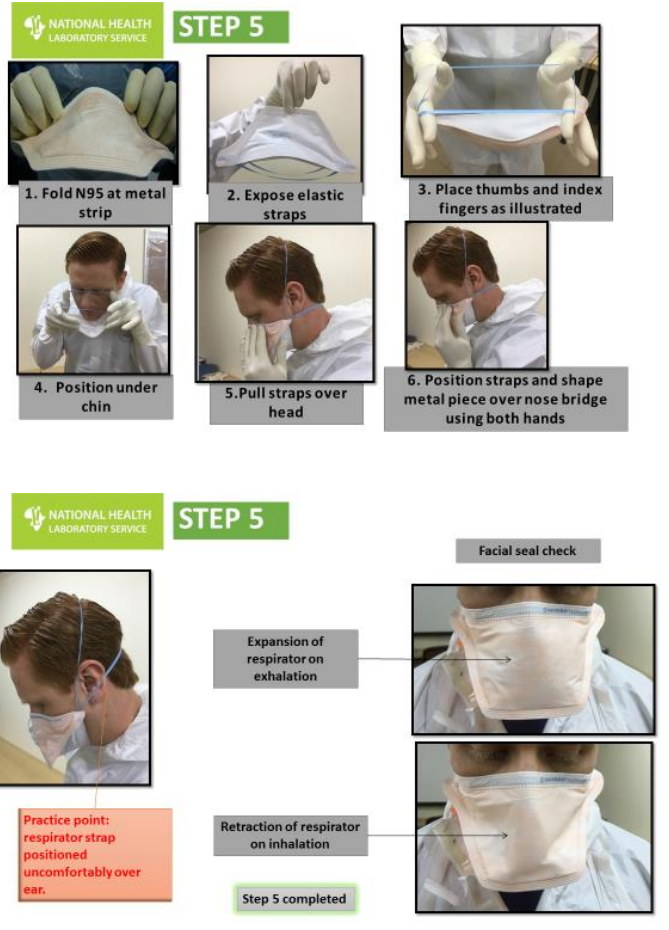 NATIONAL HEALTH
LABORATORY SERVICE
STEP 5
1. Fold N95 at metal
strip
2. Expose elastic
straps
3. Place thumbs and index
fingers as illustrated
4. Position under
chin
5.Pull straps over
head
6. Position straps and shape
metal piece over nose bridge
using both hands
NATIONAL HEALTH
LABORATORY SERVICE
STEP 5
Facial seal check
Expansion of
respirator on
exhalation
Practice point:
respirator strap
positioned
uncomfortably over
ear.
Retraction of respirator
on inhalation
Step 5 completed